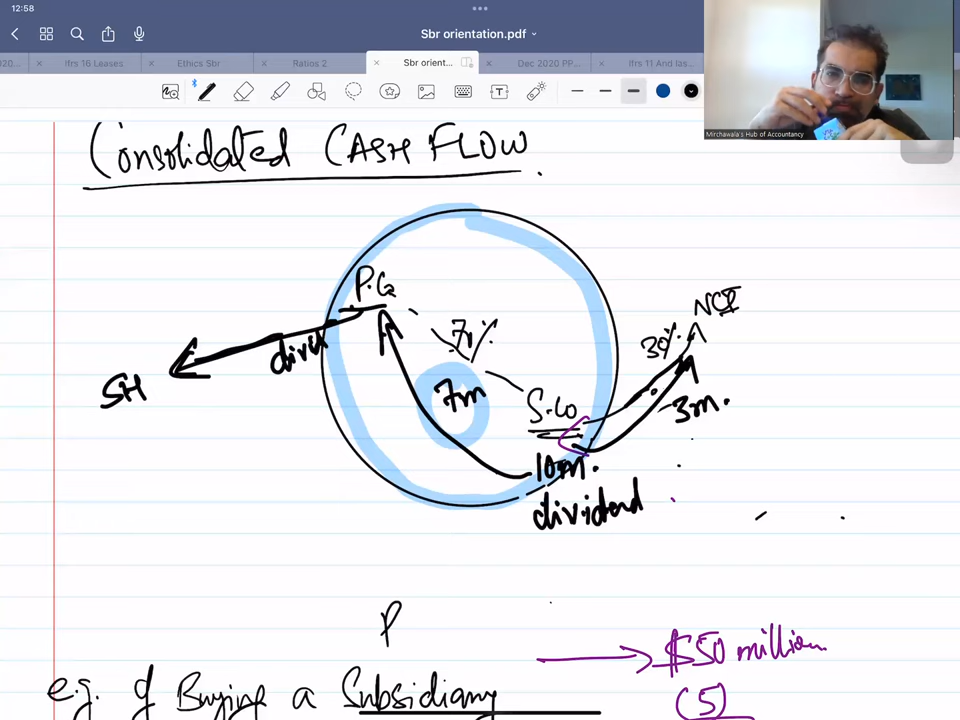 12:58
Sbr orientation.pdf
020...
Ifrs 16 Leases
Ethics Sbr
Ratios 2
Sbr orient...
Dec 2020 PP...
Ifrs 11 And Ias...
Mirchawala's Hub of Accountancy
Consolidated CASH FLOW.
P.Co
NCI
70%
30%
SH
7m
S.Co
3m.
10m.
dividend
P
$50 million
e.g. of Buying a Subsidiary
(5)